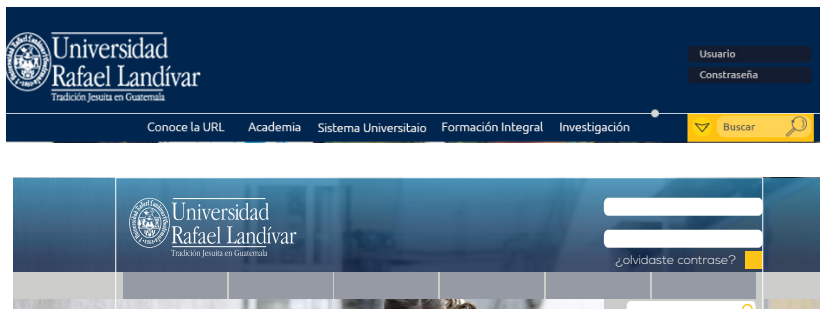 Universidad
Rafael Landívar
Tradición Jesuita en Guatemala
Usuario
Constraseña
Conoce la URL Academia Sistema Universitaio Formación Integral Investigación Buscar
Universidad
Rafael Landívar
Tradición Jesuita en Guatemala
¿olvidaste contrase?